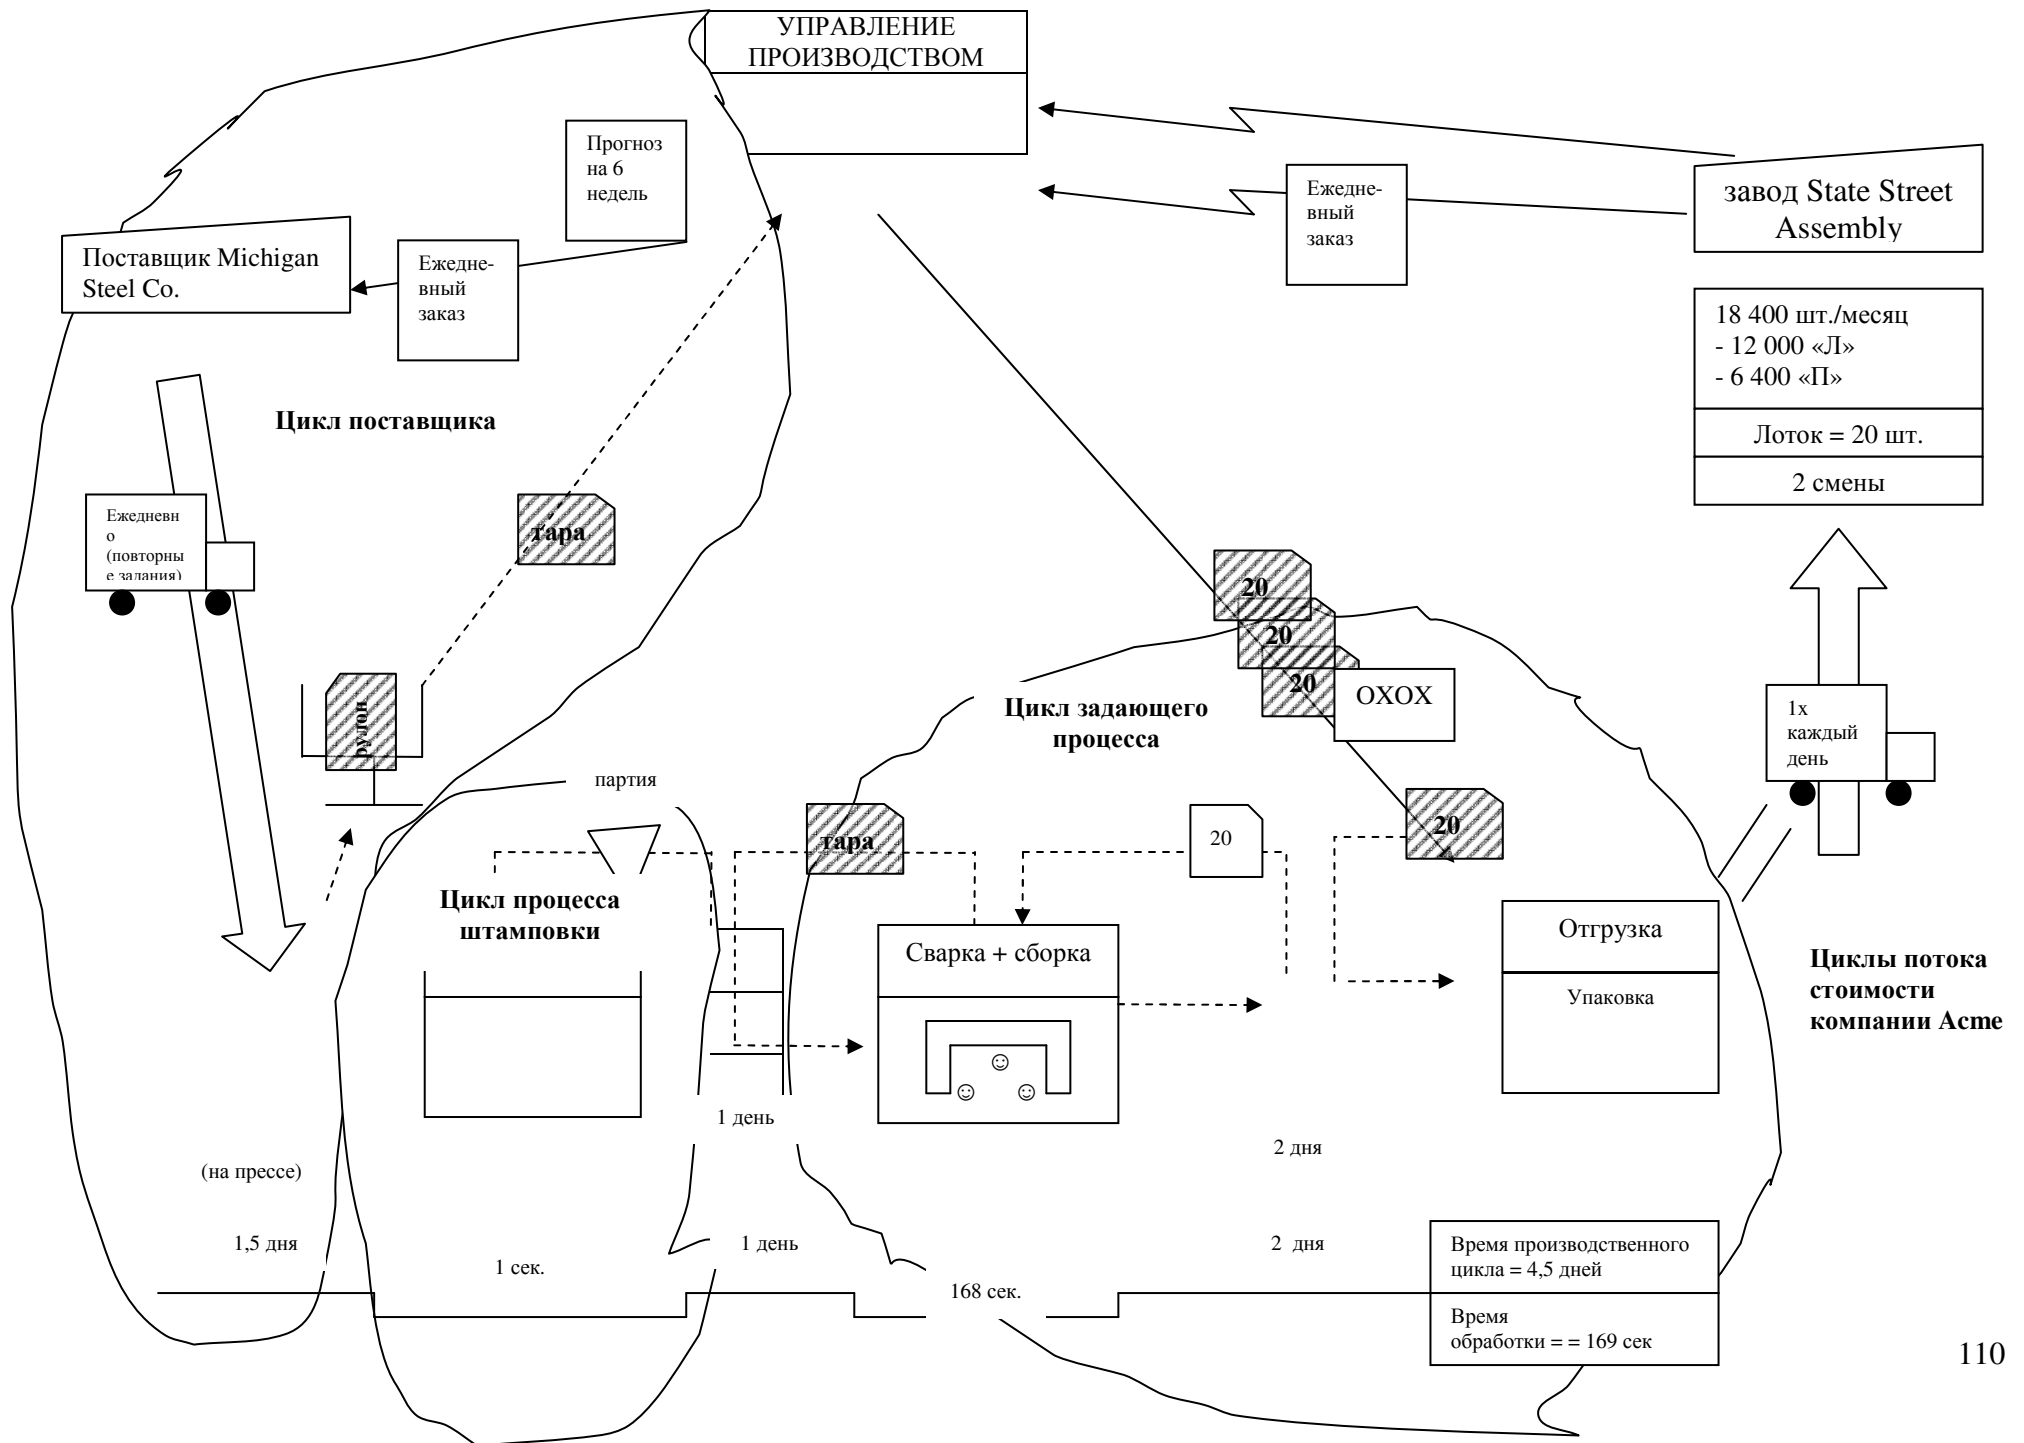 УПРАВЛЕНИЕ
ПРОИЗВОДСТВОМ
Прогноз
на 6
недель
Ежедне-
вный
заказ
завод State Street
Assembly
Поставщик Michigan
Steel Co.
Ежедне-
вный
заказ
18 400 шт./месяц
- 12 000 «Л»
- 6 400 «П»
Лоток = 20 шт.
2 смены
Цикл поставщика
Ежедневн
о
(повторны
е задания)
тара
20
20
20
OXOX
рулон
Цикл задающего
процесса
1x
каждый
день
партия
тара
20
20
Цикл процесса
штамповки
Сварка + сборка
Отгрузка
Упаковка
Циклы потока
стоимости
компании Acme
1 день
2 дня
(на прессе)
1,5 дня
1 сек.
1 день
168 сек.
2 дня
Время производственного
цикла = 4,5 дней
Время
обработки = = 169 сек
110